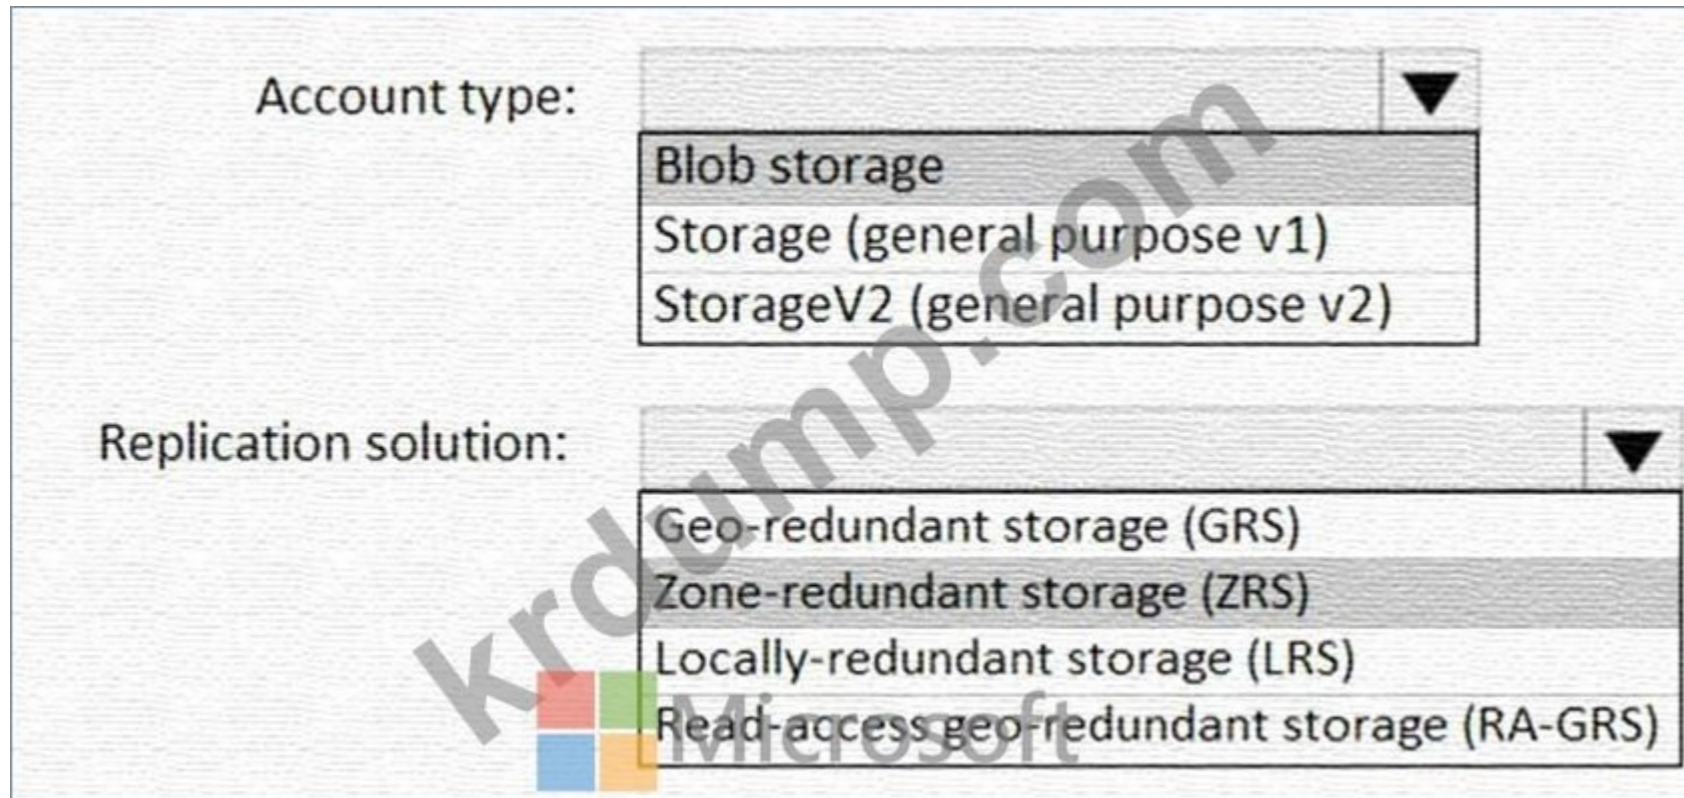 Account type:
Blob storage
Storage (general purpose v1)
StorageV2 (general purpose v2)
Replication solution:
Geo-redundant storage (GRS)
Zone-redundant storage (ZRS)
Locally-redundant storage (LRS)
Read-access geo-redundant storage (RA-GRS)
krdump.com
Microsoft